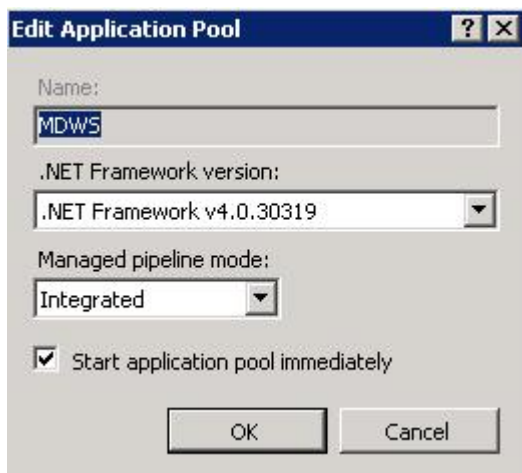 Edit Application Pool
Name:
MDWS
.NET Framework version:
.NET Framework v4.0.30319
Managed pipeline mode:
Integrated
Start application pool immediately
OK Cancel